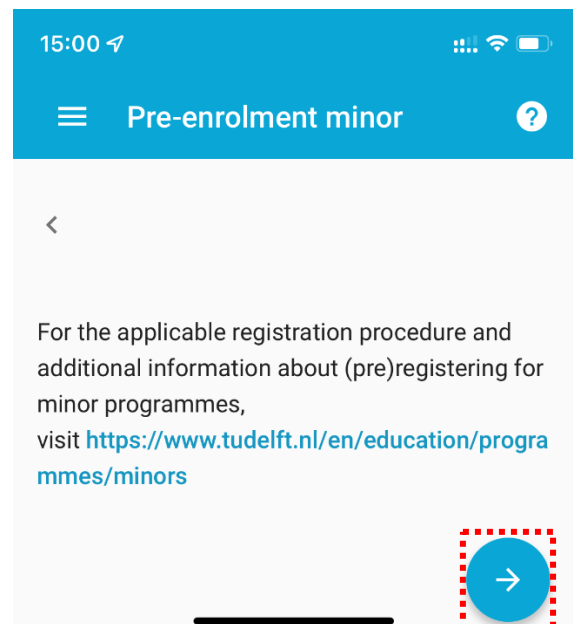 15:00
Pre-enrolment minor
?
For the applicable registration procedure and
additional information about (pre)registering for
minor programmes,
visit https://www.tudelft.nl/en/education/progra
mmes/minors